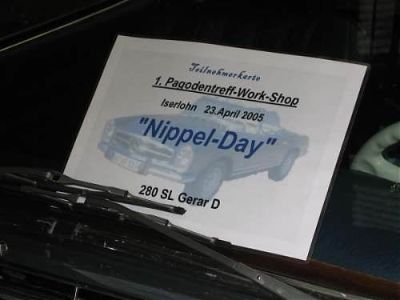 Teilnehmerkarte
1. Pagodentreff-Work-Shop
Iserlohn 23.April 2005
"Nippel-Day"
280 SL Gerar D